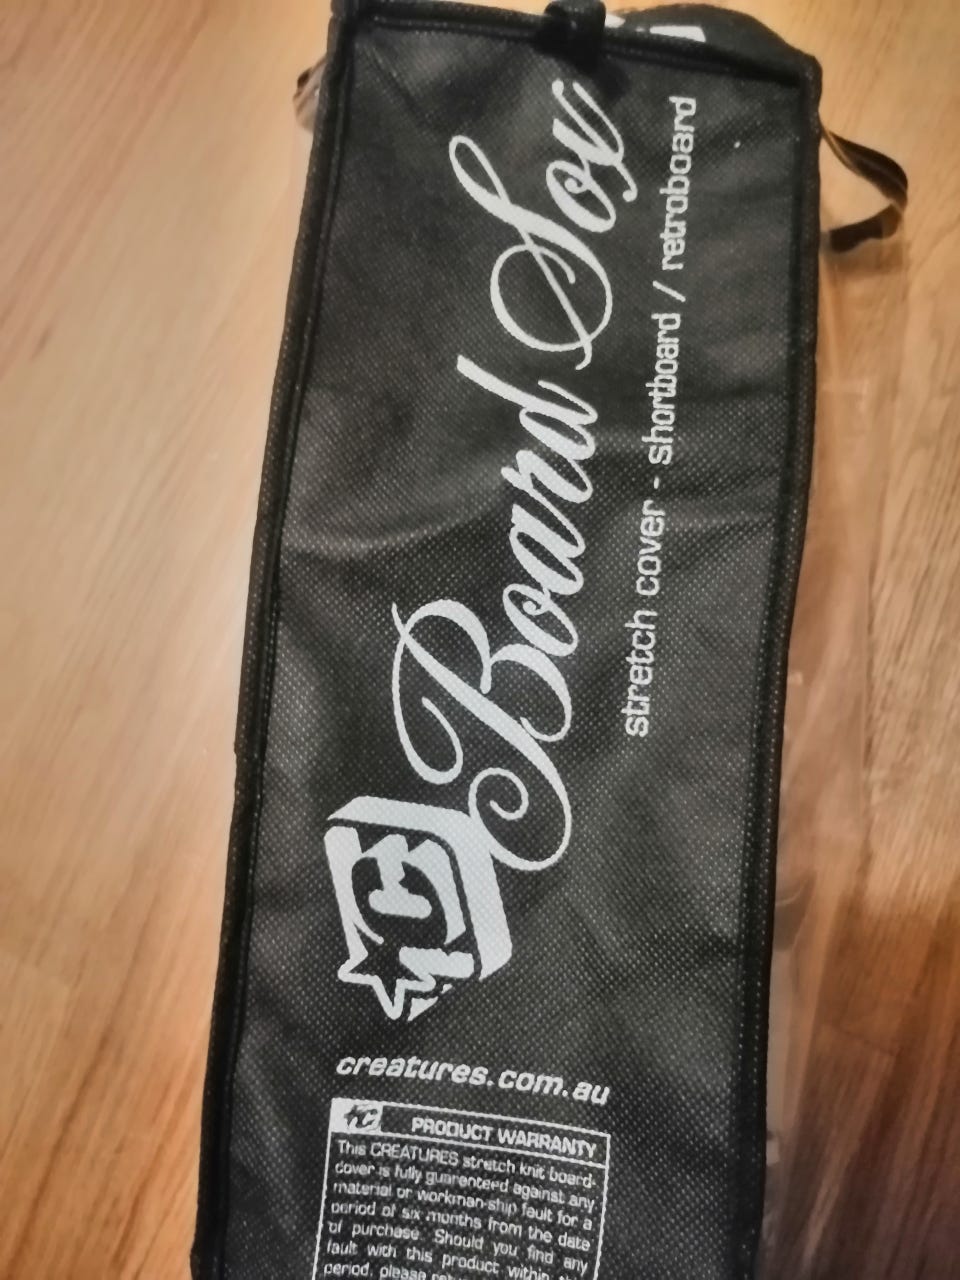 Board Sox
stretch cover - shortboard / retroboard
C
creatures.com.au
C PRODUCT WARRANTY
This CREATURES stretch knit board-
cover is fully guarenteed against any
material or workman-ship fault for a
period of six months from the date
of purchase. Should you find any
fault with this product within
period, please